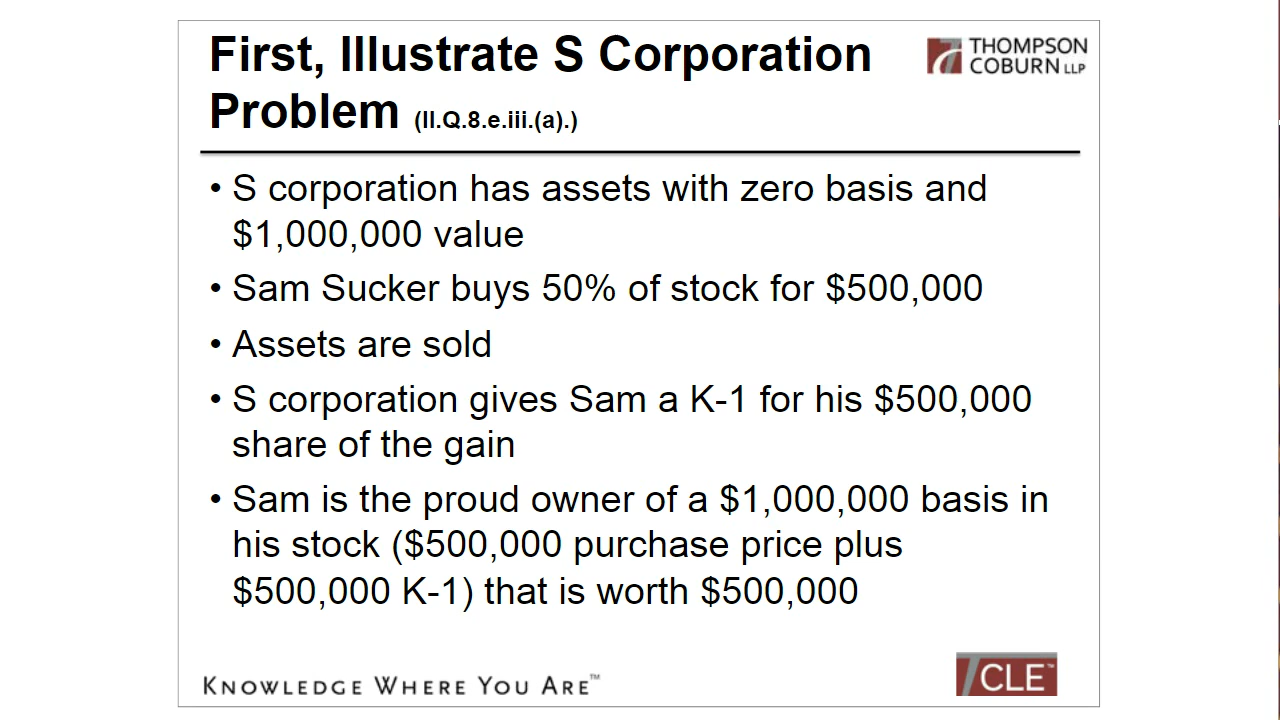 First, Illustrate S Corporation
Problem (II.Q.8.e.iii.(a).)
THOMPSON
COBURN LLP
• S corporation has assets with zero basis and
$1,000,000 value
• Sam Sucker buys 50% of stock for $500,000
• Assets are sold
• S corporation gives Sam a K-1 for his $500,000
share of the gain
• Sam is the proud owner of a $1,000,000 basis in
his stock ($500,000 purchase price plus
$500,000 K-1) that is worth $500,000
KNOWLEDGE WHERE YOU ARE™
TCLE™